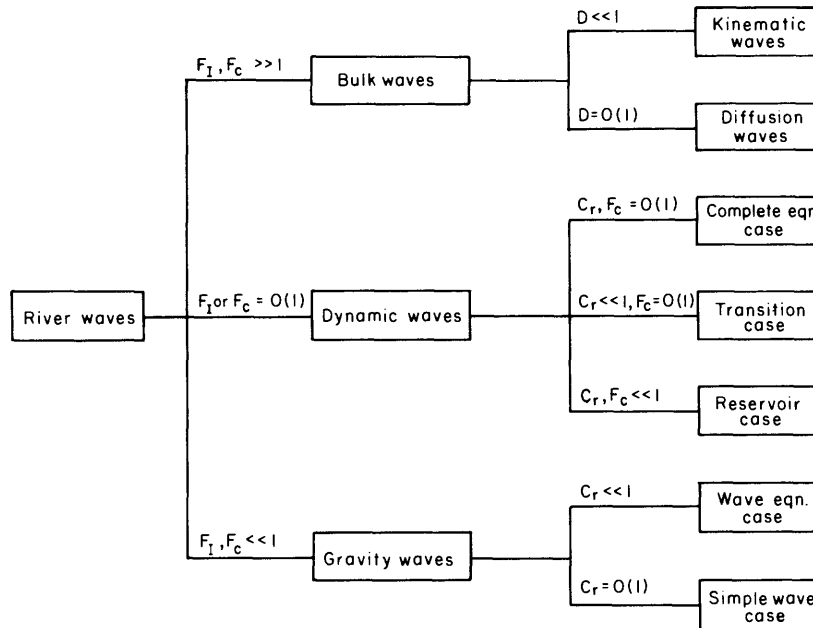 D<<1
Kinematic
waves
F_I, F_c >>1
Bulk waves
D=O(1)
Diffusion
waves
C_r, F_c = O(1)
Complete eqn
case
River waves
F_I or F_c = O(1)
Dynamic waves
C_r<<1, F_c=O(1)
Transition
case
C_r, F_c <<1
Reservoir
case
C_r<<1
Wave eqn.
case
F_I, F_c <<1
Gravity waves
C_r=O(1)
Simple wave
case